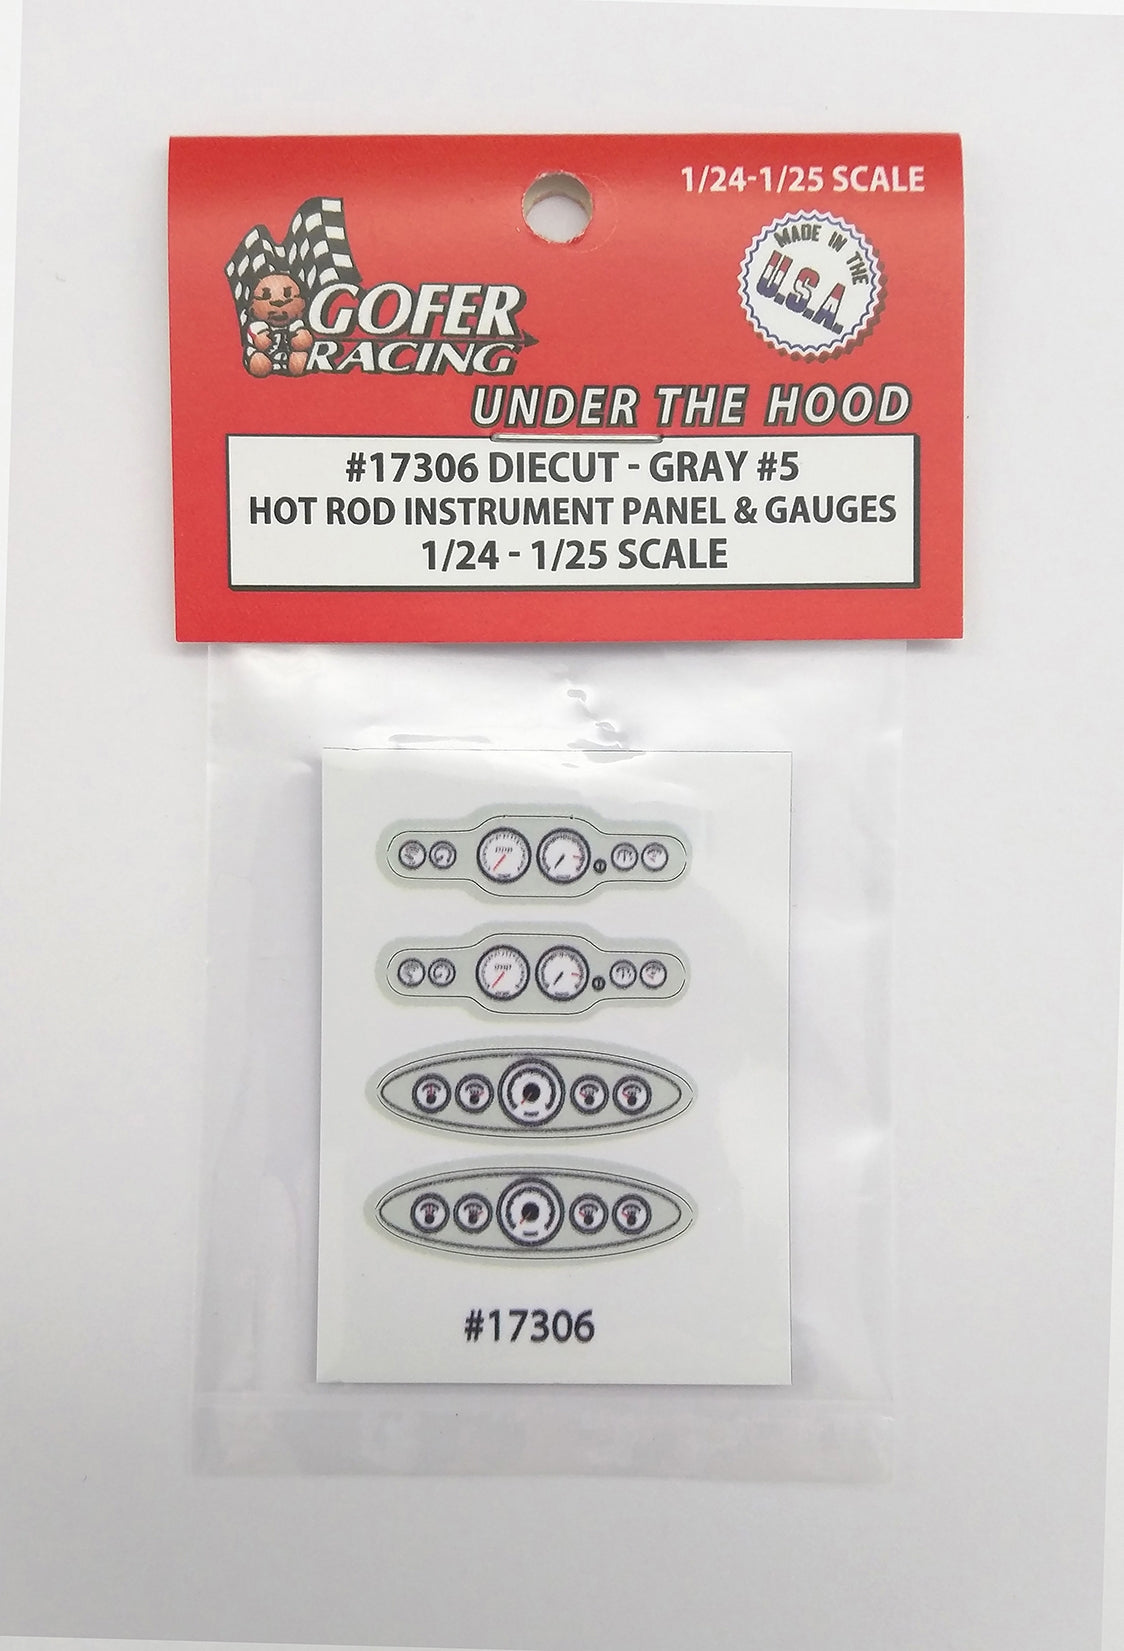 1/24-1/25 SCALE
MADE IN THE
U.S.A.
GOFER
RACING
UNDER THE HOOD
#17306 DIECUT - GRAY #5
HOT ROD INSTRUMENT PANEL & GAUGES
1/24 - 1/25 SCALE
#17306